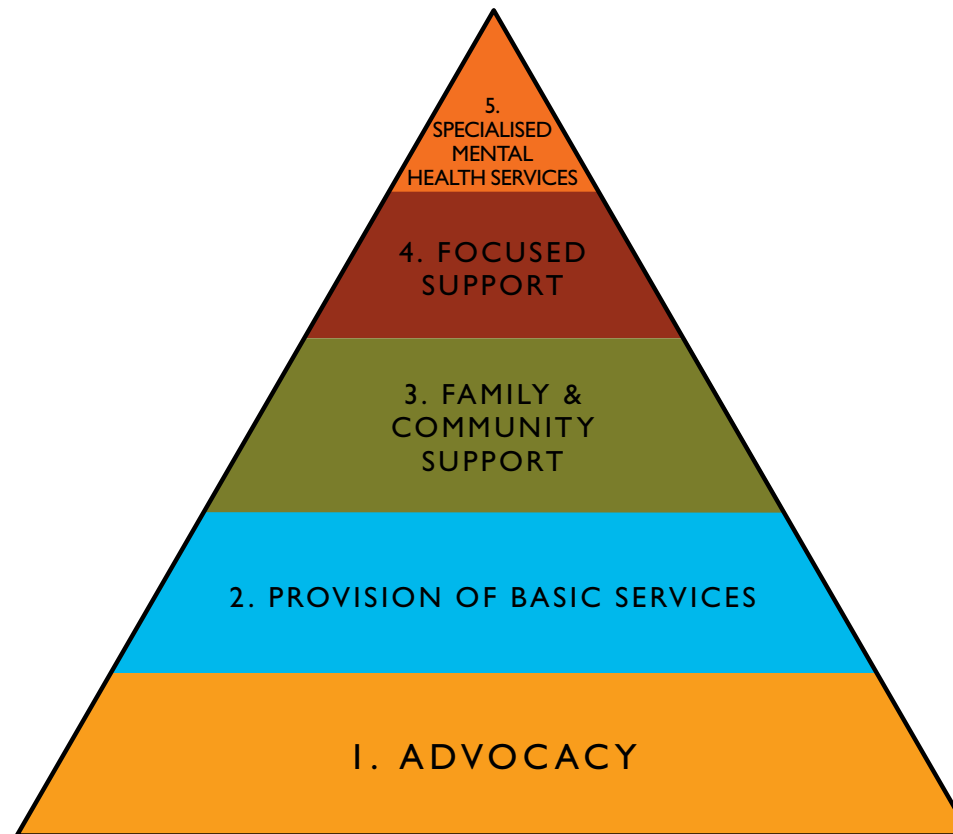 5.
SPECIALISED
MENTAL
HEALTH SERVICES
4. FOCUSED
SUPPORT
3. FAMILY &
COMMUNITY
SUPPORT
2. PROVISION OF BASIC SERVICES
1. ADVOCACY